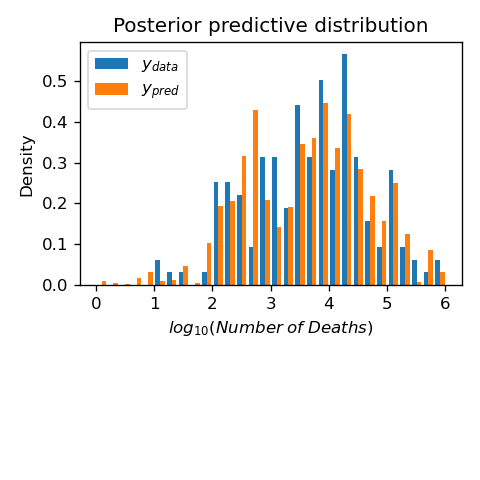 Posterior predictive distribution
y_data
y_pred
Density
0.5
0.4
0.3
0.2
0.1
0.0
0 1 2 3 4 5 6
log₁₀(Number of Deaths)